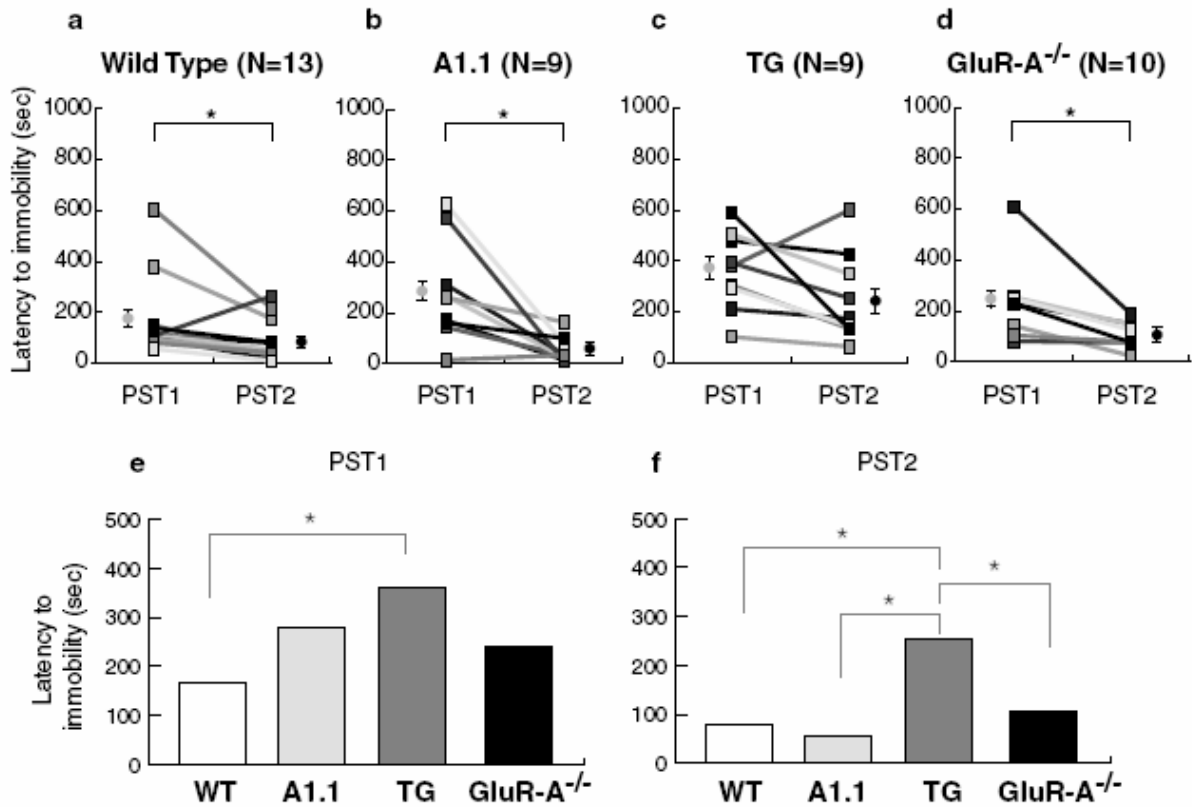 a b c d
Wild Type (N=13) A1.1 (N=9) TG (N=9) GluR-A-/- (N=10)
Latency to immobility (sec)
1000 1000 1000 1000
* * *
800 800 800 800
600 600 600 600
400 400 400 400
200 200 200 200
0 0 0 0
PST1 PST2 PST1 PST2 PST1 PST2 PST1 PST2
e PST1 f PST2
Latency to
immobility (sec)
500 500
* * * *
400 400
300 300
200 200
100 100
0 0
WT A1.1 TG GluR-A-/- WT A1.1 TG GluR-A-/-